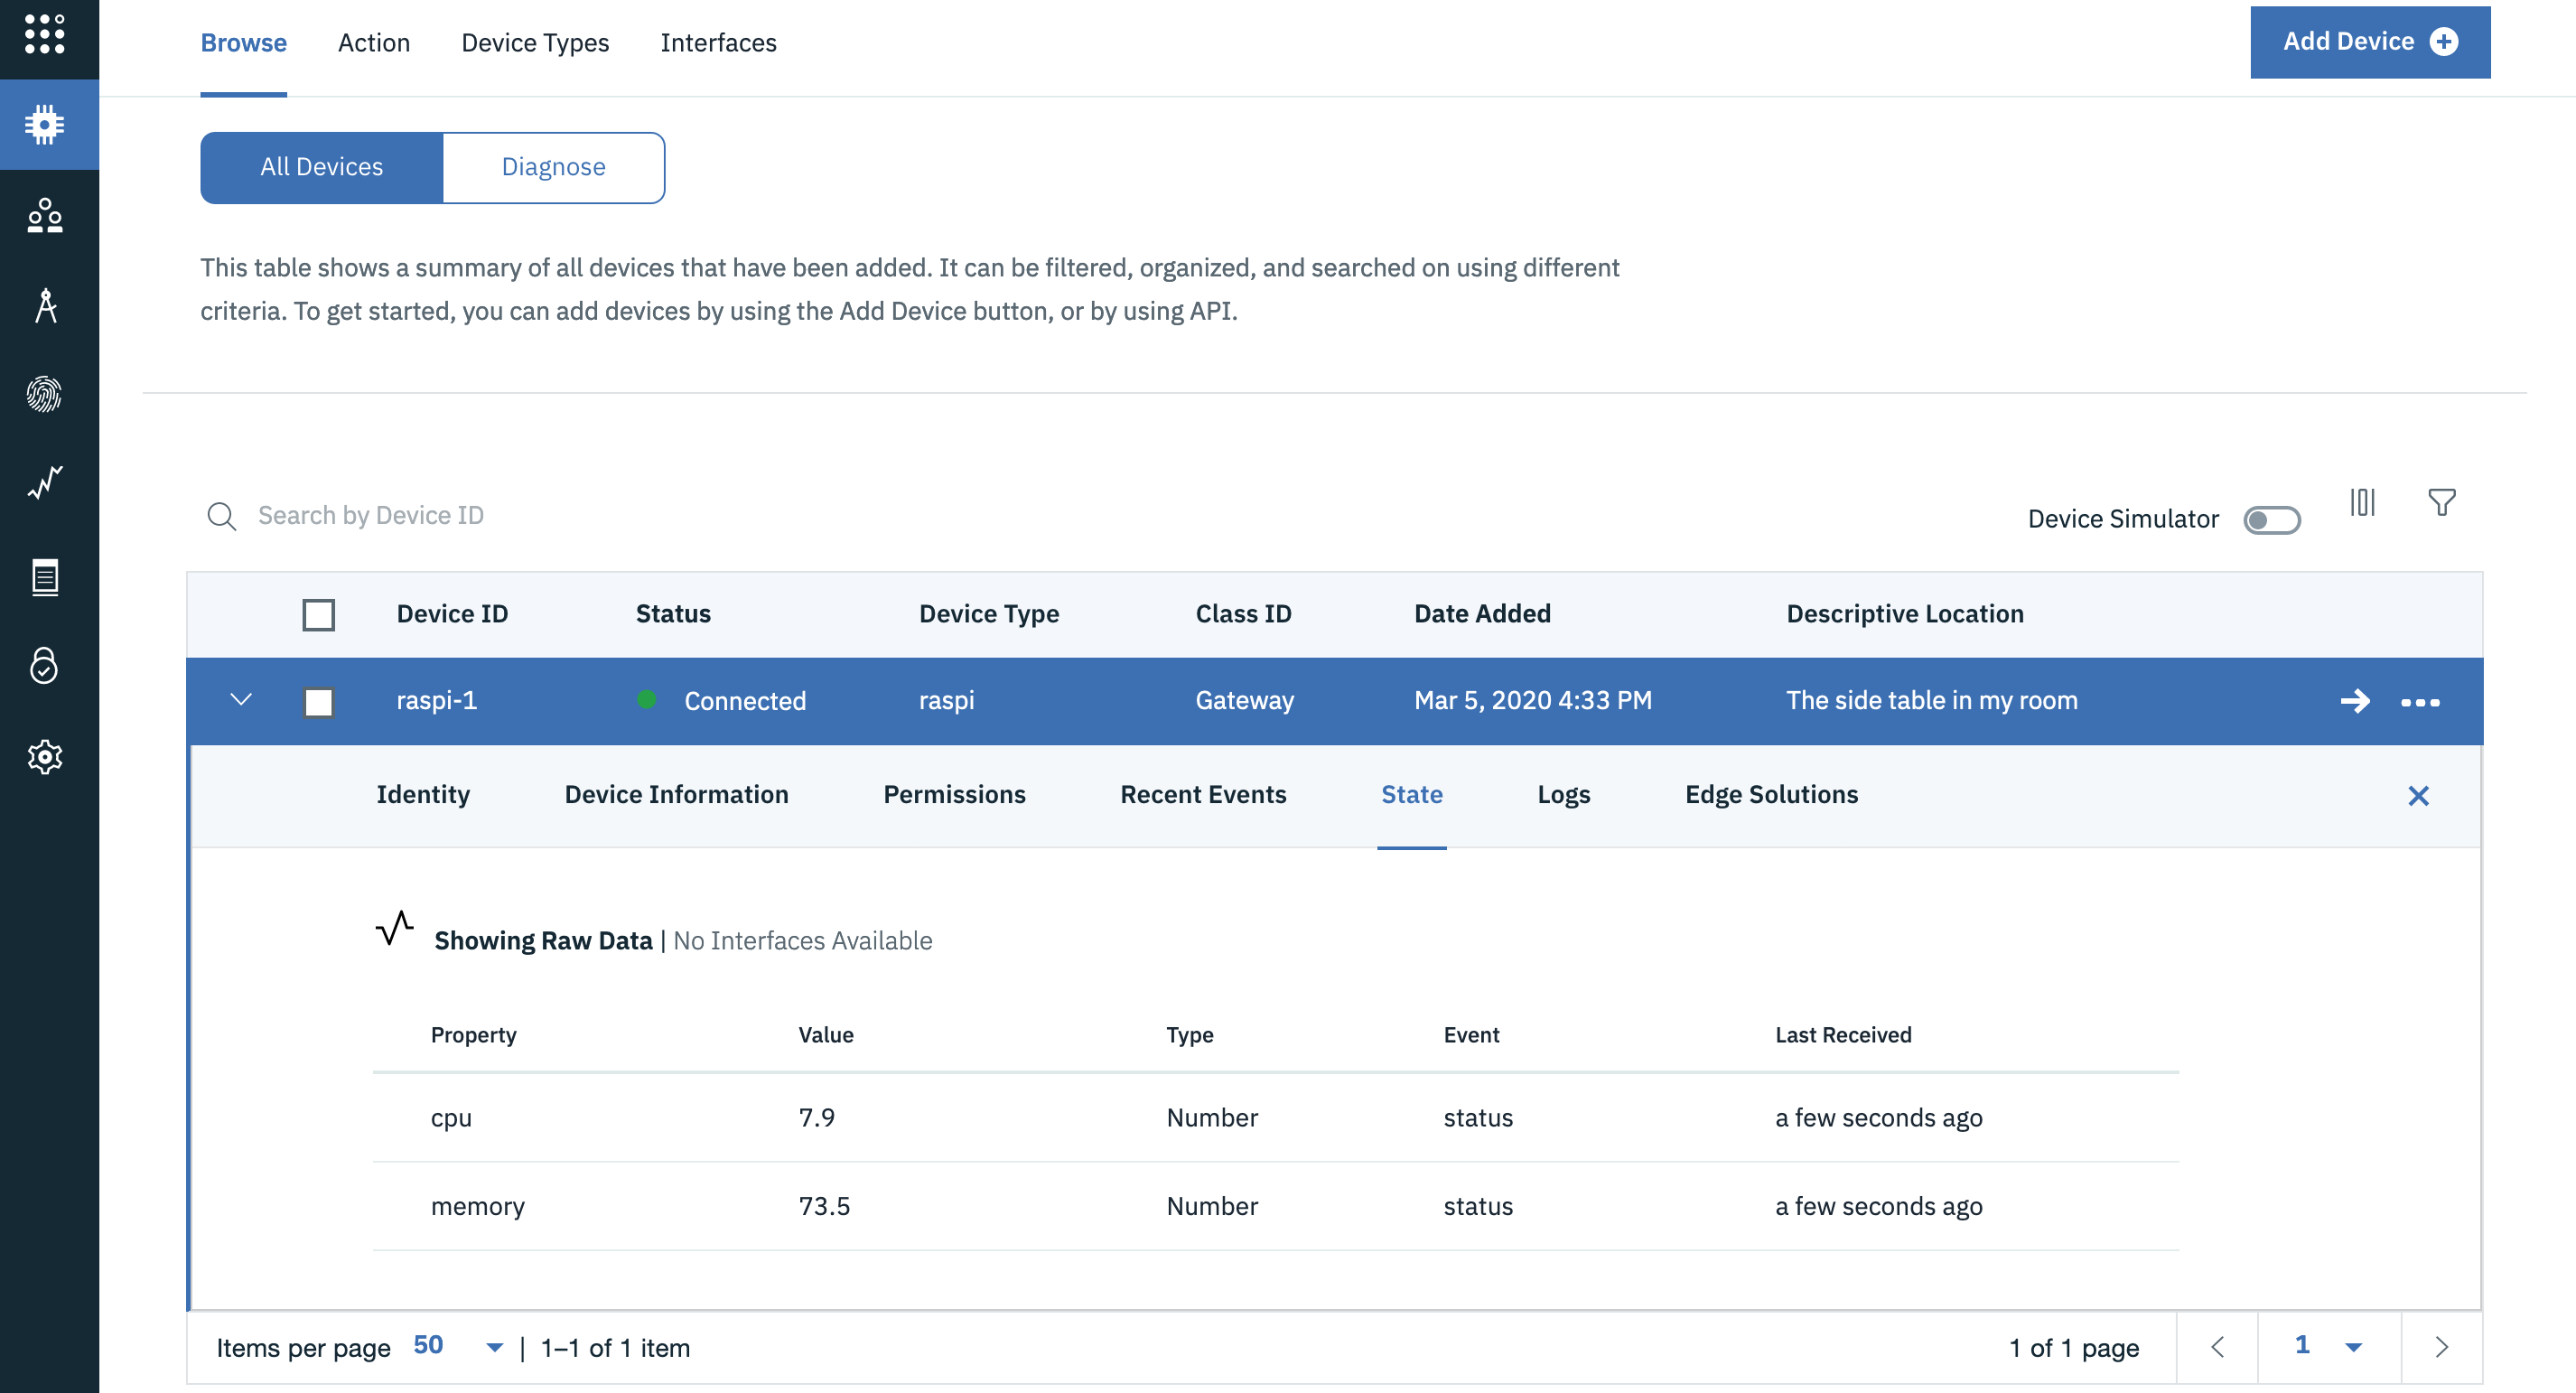 Browse Action Device Types Interfaces Add Device
All Devices Diagnose
This table shows a summary of all devices that have been added. It can be filtered, organized, and searched on using different
criteria. To get started, you can add devices by using the Add Device button, or by using API.
Search by Device ID Device Simulator
Device ID Status Device Type Class ID Date Added Descriptive Location
raspi-1 Connected raspi Gateway Mar 5, 2020 4:33 PM The side table in my room
Identity Device Information Permissions Recent Events State Logs Edge Solutions
Showing Raw Data | No Interfaces Available
Property Value Type Event Last Received
cpu 7.9 Number status a few seconds ago
memory 73.5 Number status a few seconds ago
Items per page 50 | 1–1 of 1 item 1 of 1 page 1